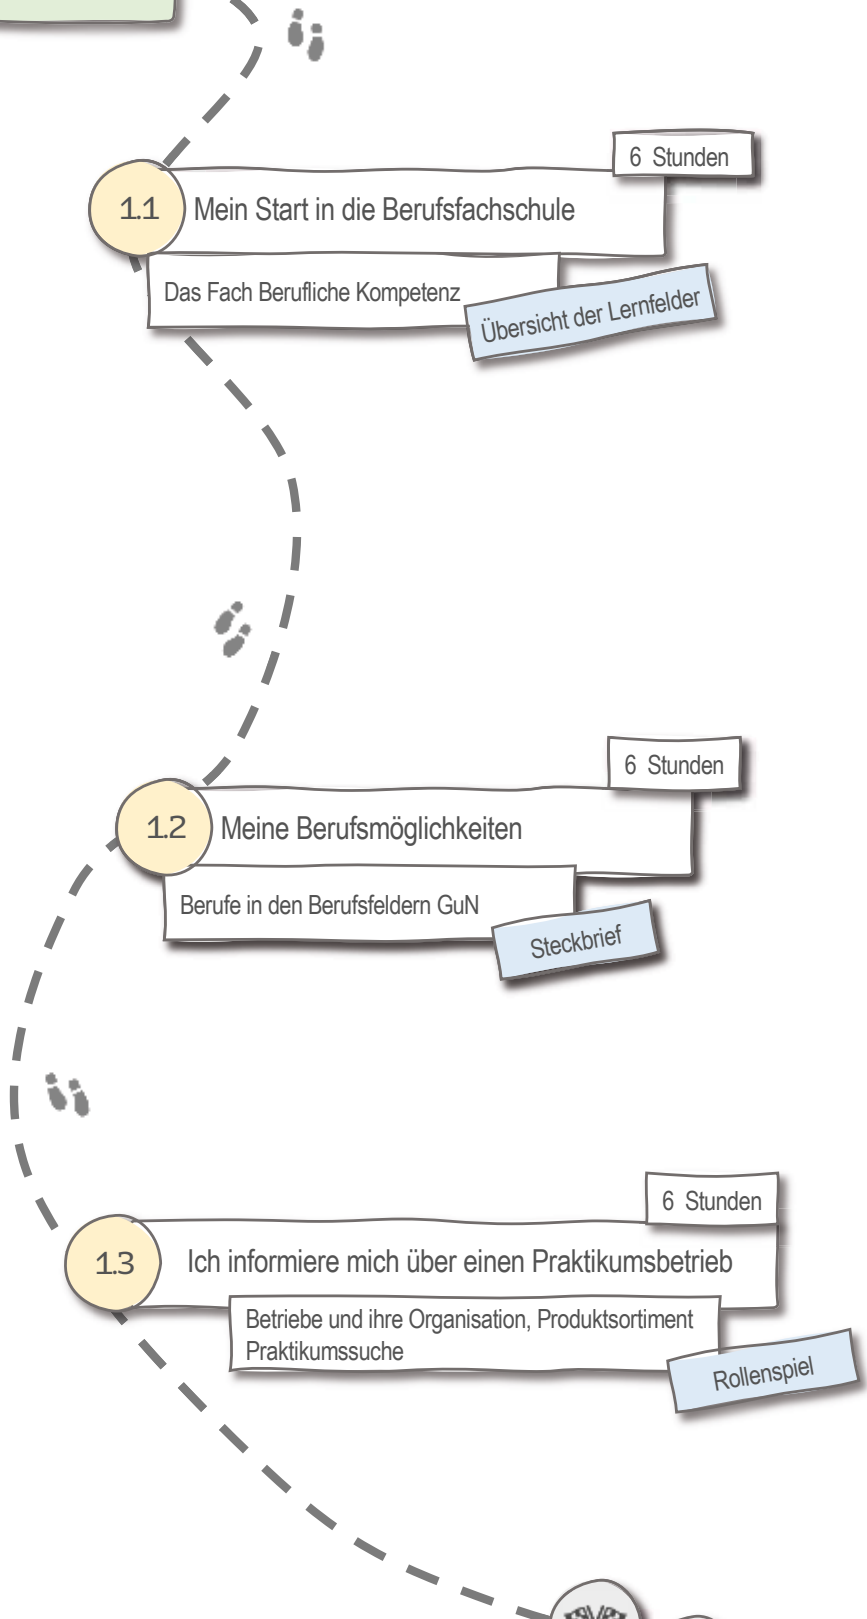 6 Stunden
1.1 Mein Start in die Berufsfachschule
Das Fach Berufliche Kompetenz
Übersicht der Lernfelder
6 Stunden
1.2 Meine Berufsmöglichkeiten
Berufe in den Berufsfeldern GuN
Steckbrief
6 Stunden
1.3 Ich informiere mich über einen Praktikumsbetrieb
Betriebe und ihre Organisation, Produktsortiment
Praktikumssuche
Rollenspiel